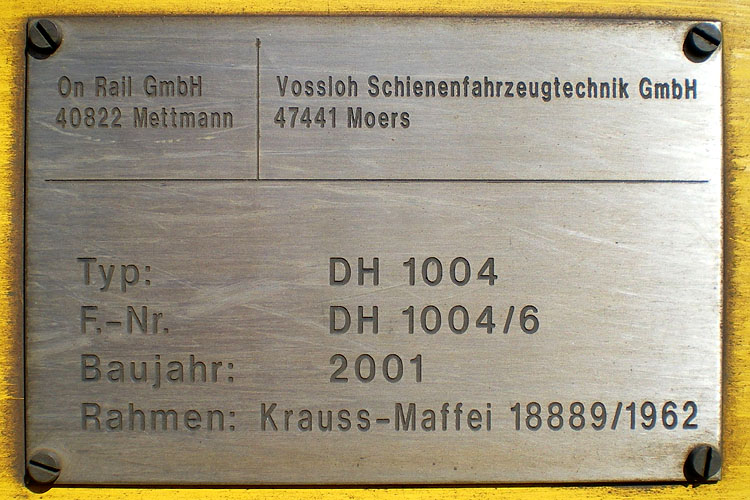 On Rail GmbH
40822 Mettmann
Vossloh Schienenfahrzeugtechnik GmbH
47441 Moers
Typ: DH 1004
F.-Nr. DH 1004/6
Baujahr: 2001
Rahmen: Krauss-Maffei 18889/1962